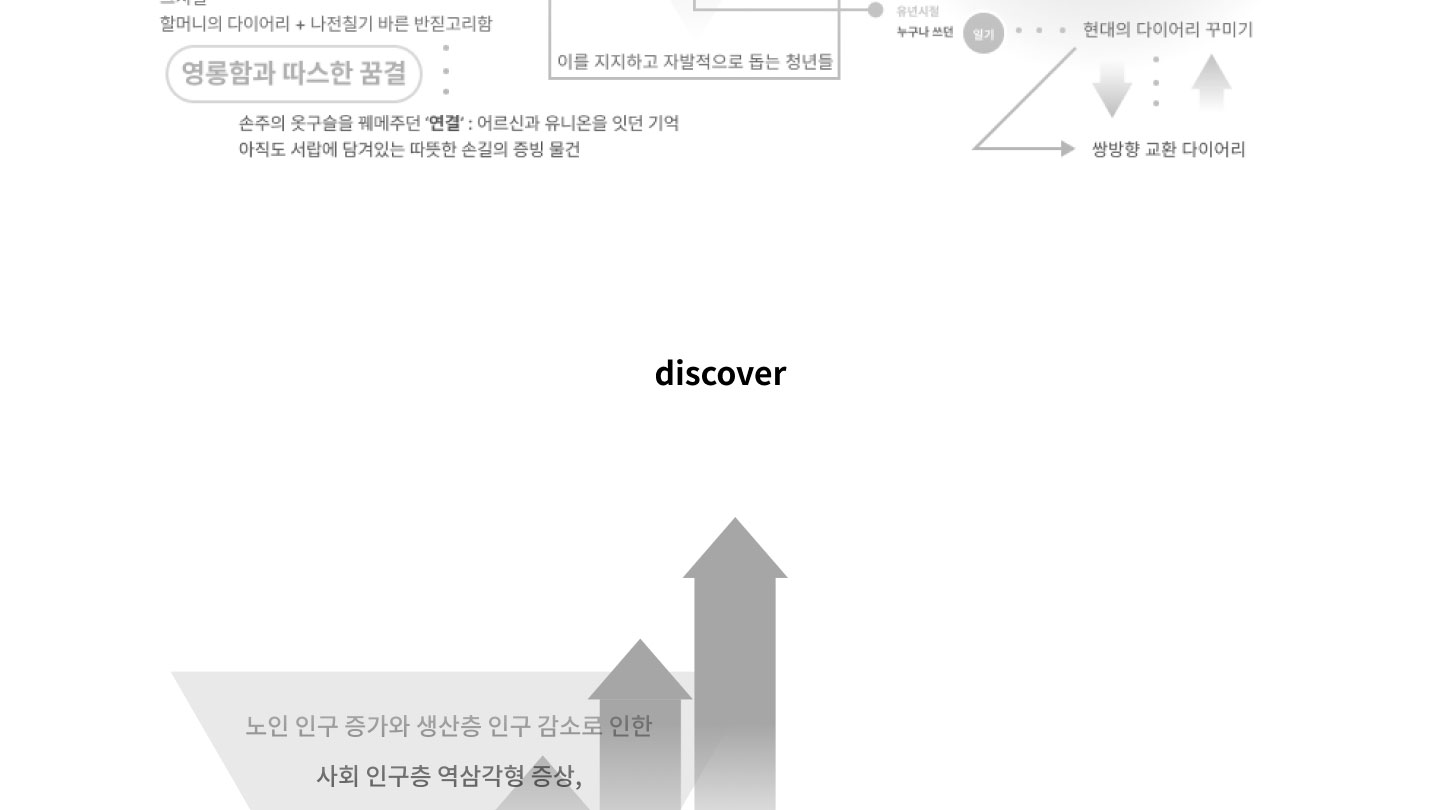 할머니의 다이어리 + 나전칠기 바른 반짇고리함
영롱함과 따스한 꿈결
손주의 옷구슬을 꿰메주던 ‘연결‘ : 어르신과 유니온을 잇던 기억
아직도 서랍에 담겨있는 따뜻한 손길의 증빙 물건
이를 지지하고 자발적으로 돕는 청년들
유년시절
누구나 쓰던
일기
현대의 다이어리 꾸미기
쌍방향 교환 다이어리
discover
노인 인구 증가와 생산층 인구 감소로 인한
사회 인구층 역삼각형 증상,